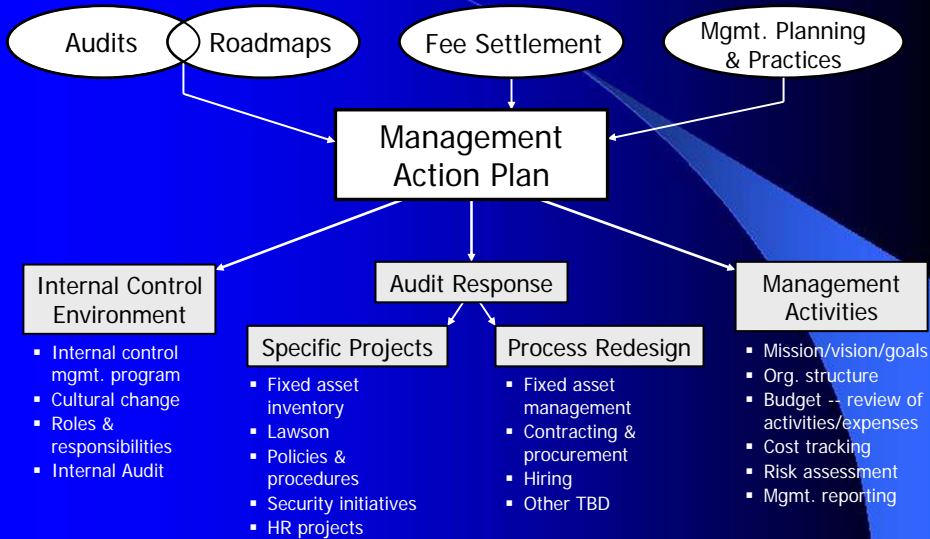 Audits
Roadmaps
Fee Settlement
Mgmt. Planning
& Practices
Management
Action Plan
Internal Control
Environment
▪ Internal control
mgmt. program
▪ Cultural change
▪ Roles &
responsibilities
▪ Internal Audit
Audit Response
Specific Projects
▪ Fixed asset
inventory
▪ Lawson
▪ Policies &
procedures
▪ Security initiatives
▪ HR projects
Process Redesign
▪ Fixed asset
management
▪ Contracting &
procurement
▪ Hiring
▪ Other TBD
Management
Activities
▪ Mission/vision/goals
▪ Org. structure
▪ Budget -- review of
activities/expenses
▪ Cost tracking
▪ Risk assessment
▪ Mgmt. reporting